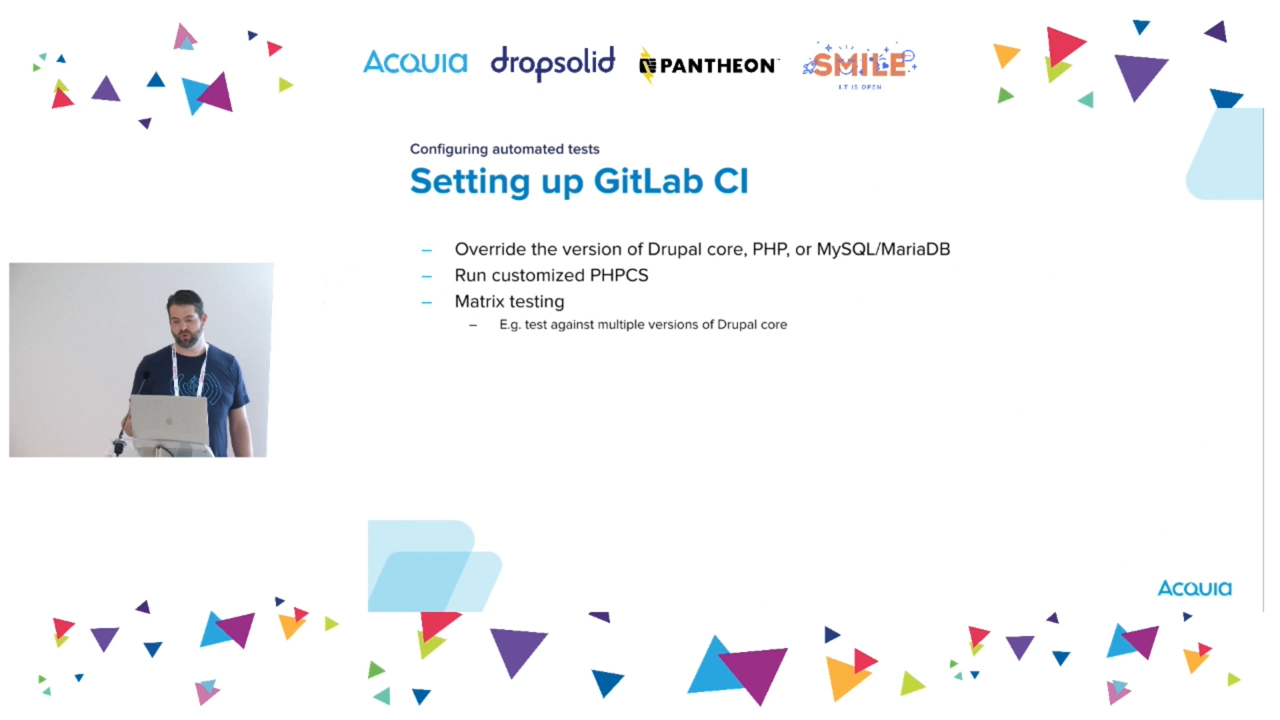 ACQUIA dropsolid PANTHEON SMILE
I.T IS OPEN
Configuring automated tests
Setting up GitLab CI
– Override the version of Drupal core, PHP, or MySQL/MariaDB
– Run customized PHPCS
– Matrix testing
– E.g. test against multiple versions of Drupal core
ACQUIA